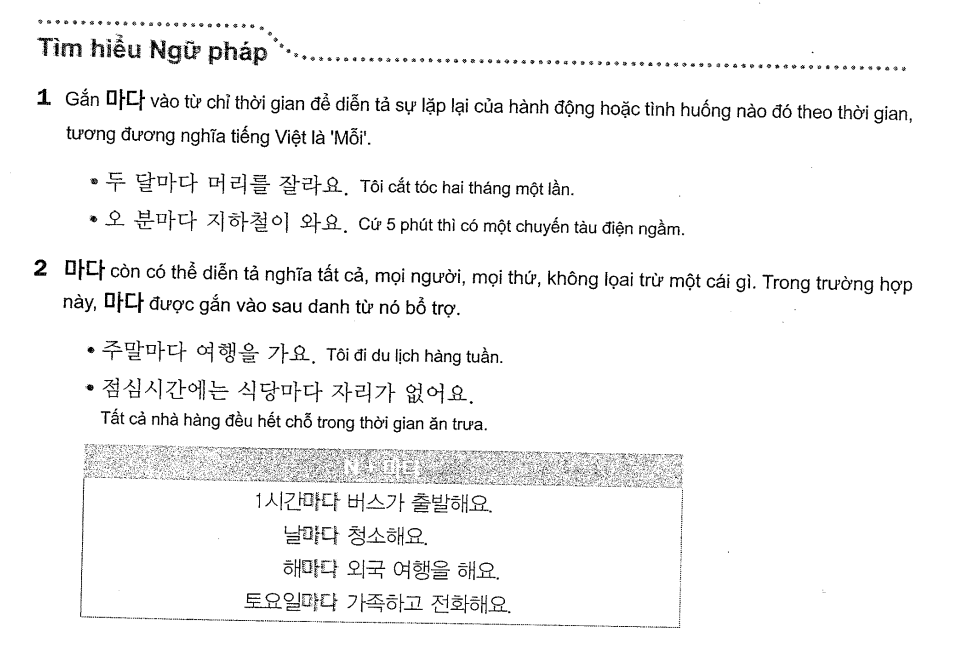 Tìm hiểu Ngữ pháp
1 Gắn 마다 vào từ chỉ thời gian để diễn tả sự lặp lại của hành động hoặc tình huống nào đó theo thời gian,
tương đương nghĩa tiếng Việt là 'Mỗi'.
• 두 달마다 머리를 잘라요. Tôi cắt tóc hai tháng một lần.
• 오 분마다 지하철이 와요. Cứ 5 phút thì có một chuyến tàu điện ngầm.
2 마다 còn có thể diễn tả nghĩa tất cả, mọi người, mọi thứ, không lọai trừ một cái gì. Trong trường hợp
này, 마다 được gắn vào sau danh từ nó bổ trợ.
• 주말마다 여행을 가요. Tôi đi du lịch hàng tuần.
• 점심시간에는 식당마다 자리가 없어요.
Tất cả nhà hàng đều hết chỗ trong thời gian ăn trưa.
N + 마다
1시간마다 버스가 출발해요.
날마다 청소해요.
해마다 외국 여행을 해요.
토요일마다 가족하고 전화해요.